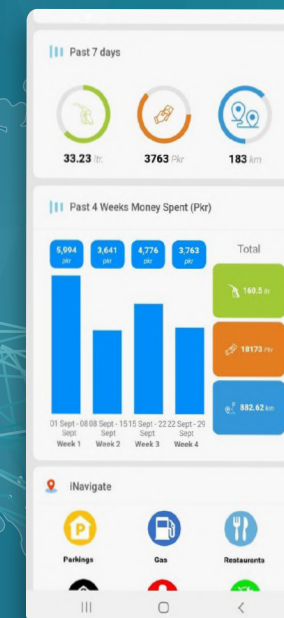 Past 7 days
33.23 ltr. 3763 Pkr 183 km
Past 4 Weeks Money Spent (Pkr)
5,994 3,641 4,776 3,763 Total
pkr pkr pkr pkr
160.5 ltr
18173 Pkr
882.62 km
01 Sept - 08 08 Sept - 15 15 Sept - 22 22 Sept - 29
Sept Sept Sept Sept
Week 1 Week 2 Week 3 Week 4
iNavigate
P
Parkings Gas Restaurants